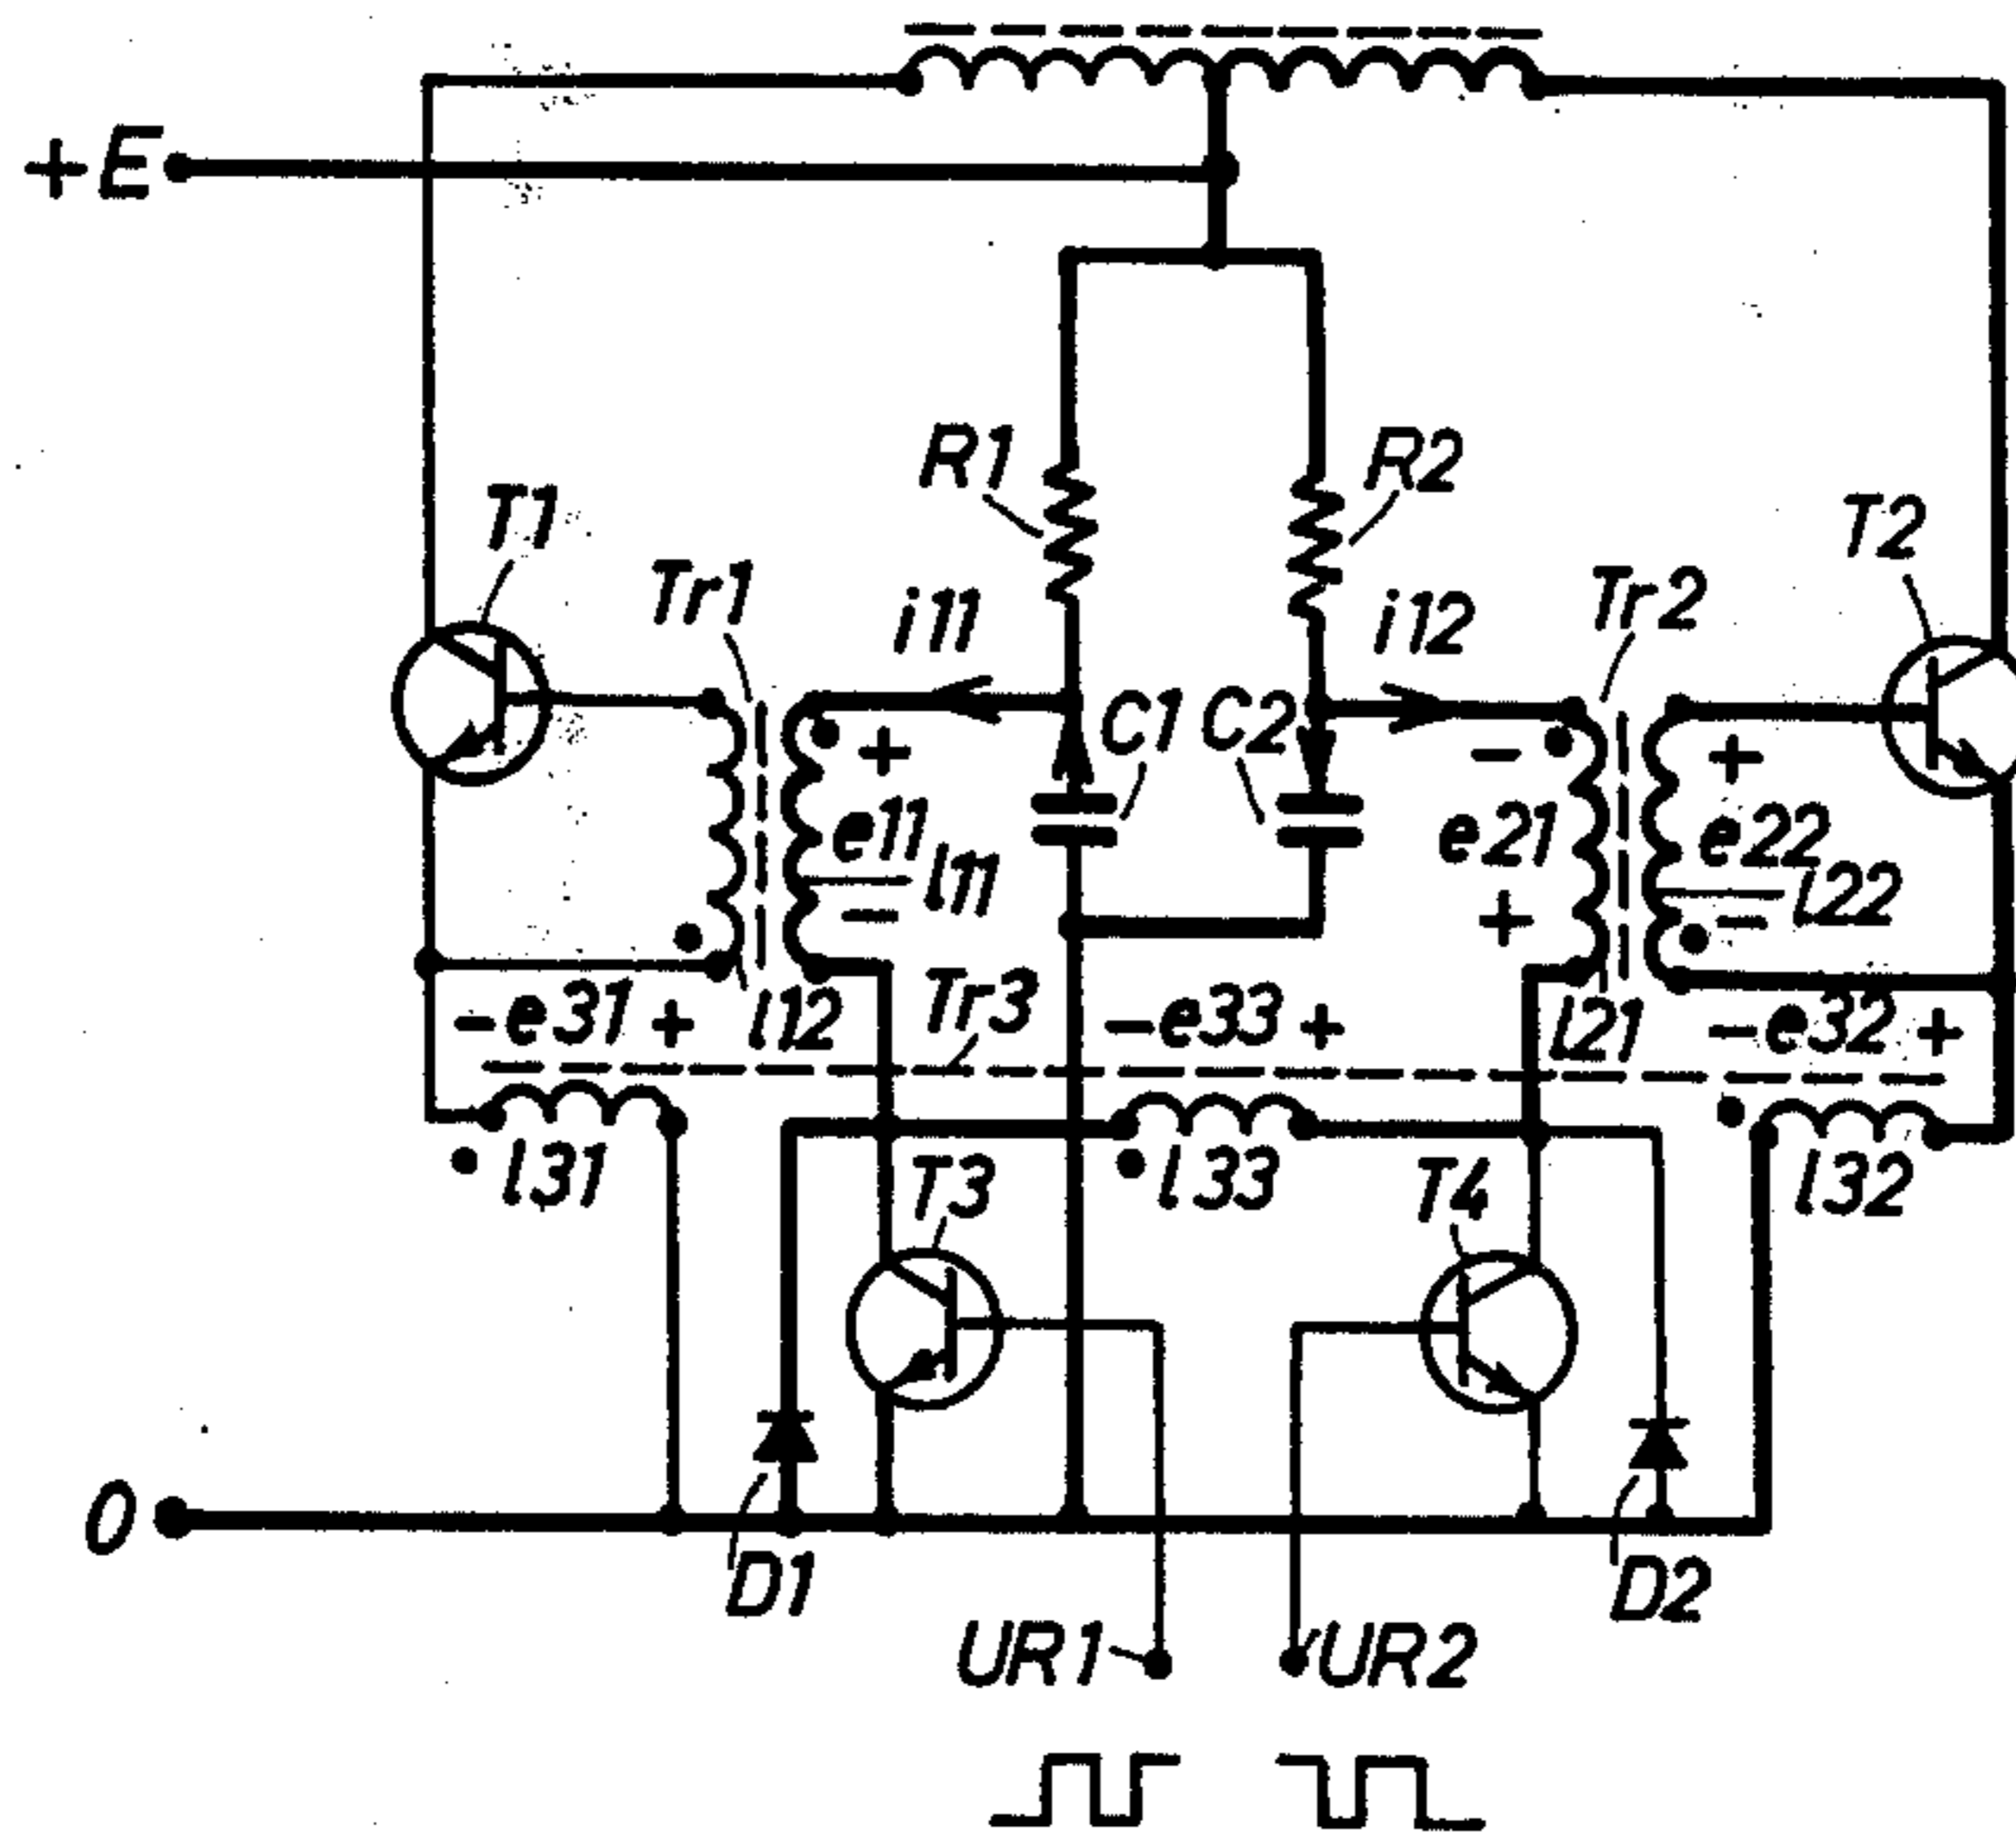 +E
R1
R2
T1
T2
Tr1
i11
i12
Tr2
C1
C2
+
-
+
e11
l11
e21
e22
l22
-
+
-
- e31 +
l12
Tr3
- e33 +
l21
- e32 +
l31
T3
l33
T4
l32
0
D1
D2
UR1
UR2